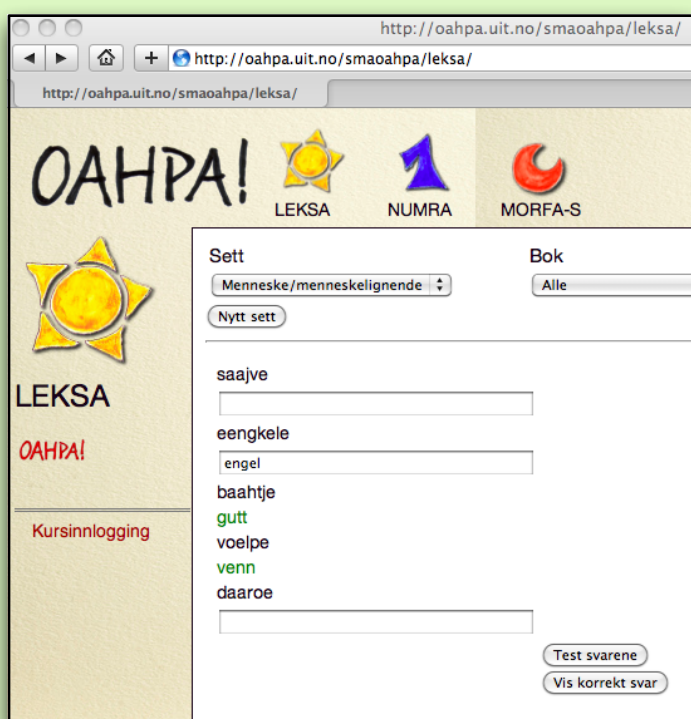 http://oahpa.uit.no/smaoahpa/leksa/
http://oahpa.uit.no/smaoahpa/leksa/
http://oahpa.uit.no/smaoahpa/leksa/
OAHPA!
LEKSA NUMRA MORFA-S
LEKSA
OAHPA!
Kursinnlogging
Sett Bok
Menneske/menneskelignende Alle
Nytt sett
saajve
eengkele
engel
baahtje
gutt
voelpe
venn
daaroe
Test svarene
Vis korrekt svar